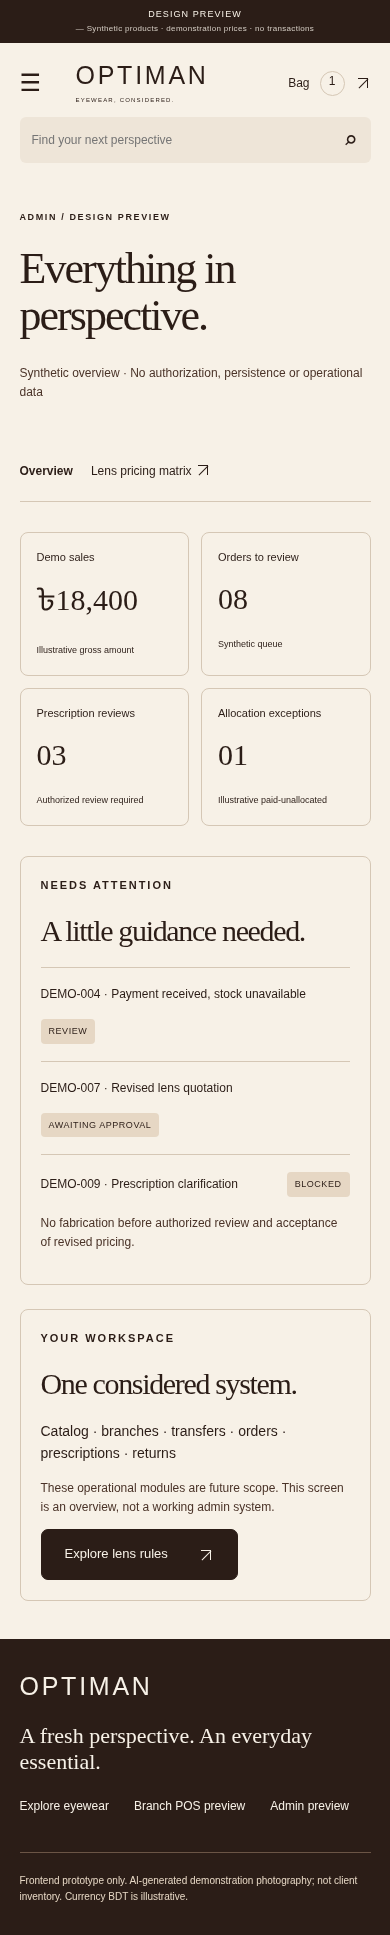 DESIGN PREVIEW
— Synthetic products · demonstration prices · no transactions
OPTIMAN
EYEWEAR, CONSIDERED.
Bag 1
Find your next perspective
ADMIN / DESIGN PREVIEW
Everything in
perspective.
Synthetic overview · No authorization, persistence or operational
data
Overview Lens pricing matrix
Demo sales
৳18,400
Illustrative gross amount
Orders to review
08
Synthetic queue
Prescription reviews
03
Authorized review required
Allocation exceptions
01
Illustrative paid-unallocated
NEEDS ATTENTION
A little guidance needed.
DEMO-004 · Payment received, stock unavailable
REVIEW
DEMO-007 · Revised lens quotation
AWAITING APPROVAL
DEMO-009 · Prescription clarification BLOCKED
No fabrication before authorized review and acceptance
of revised pricing.
YOUR WORKSPACE
One considered system.
Catalog · branches · transfers · orders ·
prescriptions · returns
These operational modules are future scope. This screen
is an overview, not a working admin system.
Explore lens rules
OPTIMAN
A fresh perspective. An everyday
essential.
Explore eyewear Branch POS preview Admin preview
Frontend prototype only. AI-generated demonstration photography; not client
inventory. Currency BDT is illustrative.